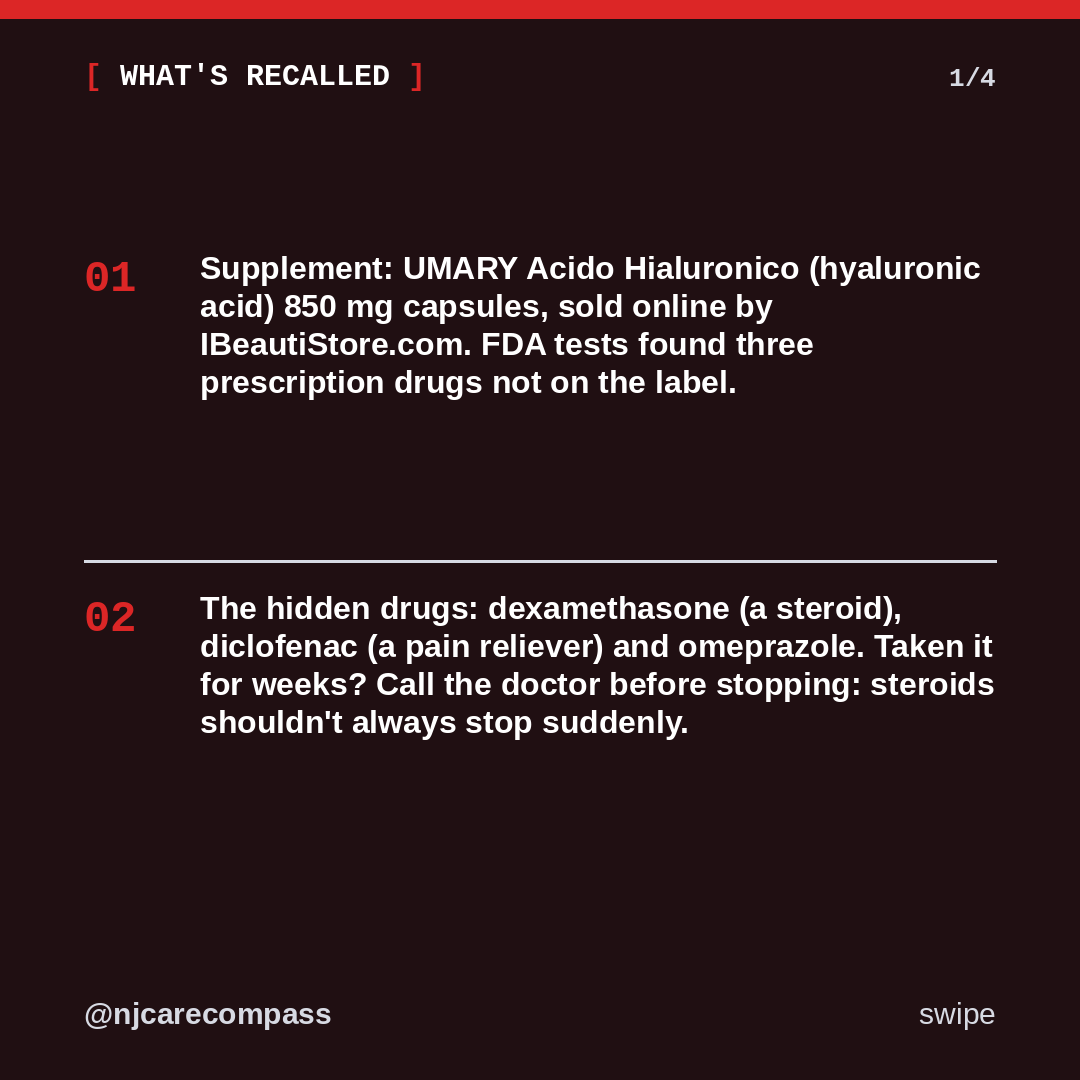 [ WHAT'S RECALLED ]
1/4
01
Supplement: UMARY Acido Hialuronico (hyaluronic
acid) 850 mg capsules, sold online by
IBeautiStore.com. FDA tests found three
prescription drugs not on the label.
02
The hidden drugs: dexamethasone (a steroid),
diclofenac (a pain reliever) and omeprazole. Taken it
for weeks? Call the doctor before stopping: steroids
shouldn't always stop suddenly.
@njcarecompass
swipe